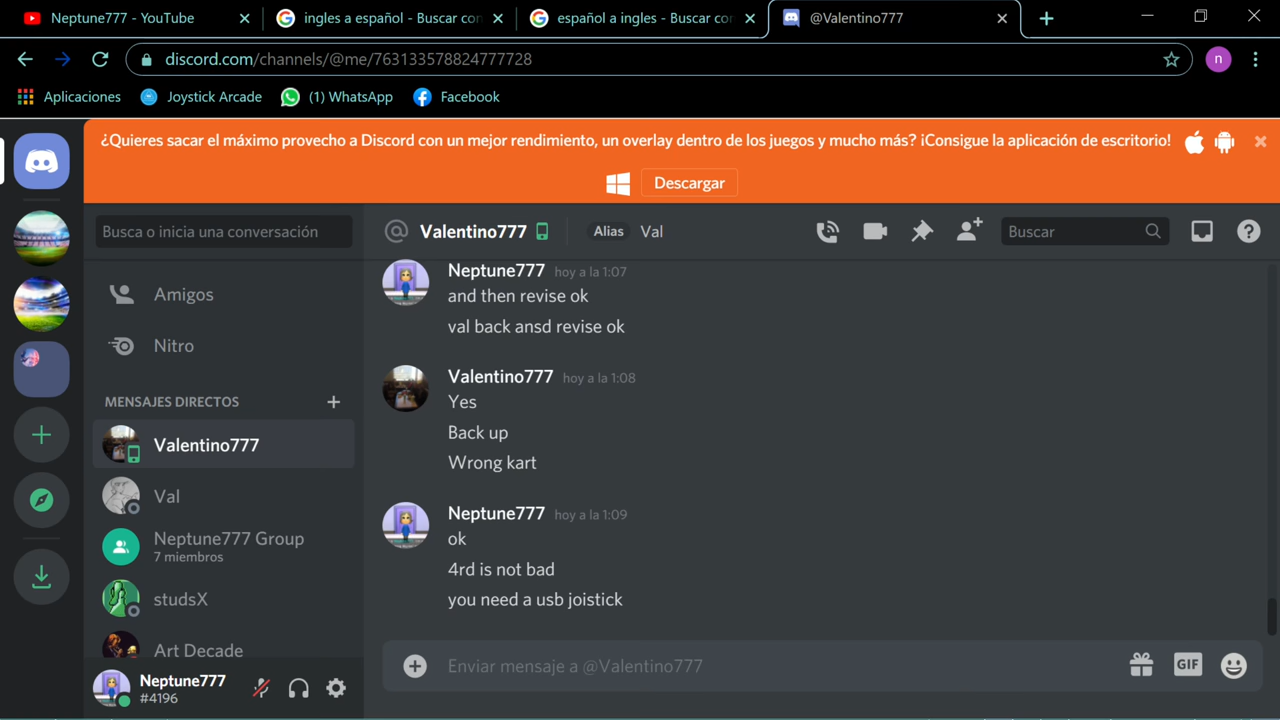 Neptune777 - YouTube
ingles a español - Buscar con
español a ingles - Buscar con
@Valentino777
discord.com/channels/@me/763133578824777728
n
Aplicaciones
Joystick Arcade
(1) WhatsApp
Facebook
¿Quieres sacar el máximo provecho a Discord con un mejor rendimiento, un overlay dentro de los juegos y mucho más? ¡Consigue la aplicación de escritorio!
Descargar
Busca o inicia una conversación
@ Valentino777
Alias Val
Buscar
Amigos
Nitro
MENSAJES DIRECTOS
Valentino777
Val
Neptune777 Group
7 miembros
studsX
Art Decade
Neptune777
#4196
Neptune777 hoy a la 1:07
and then revise ok
val back ansd revise ok
Valentino777 hoy a la 1:08
Yes
Back up
Wrong kart
Neptune777 hoy a la 1:09
ok
4rd is not bad
you need a usb joistick
Enviar mensaje a @Valentino777
GIF